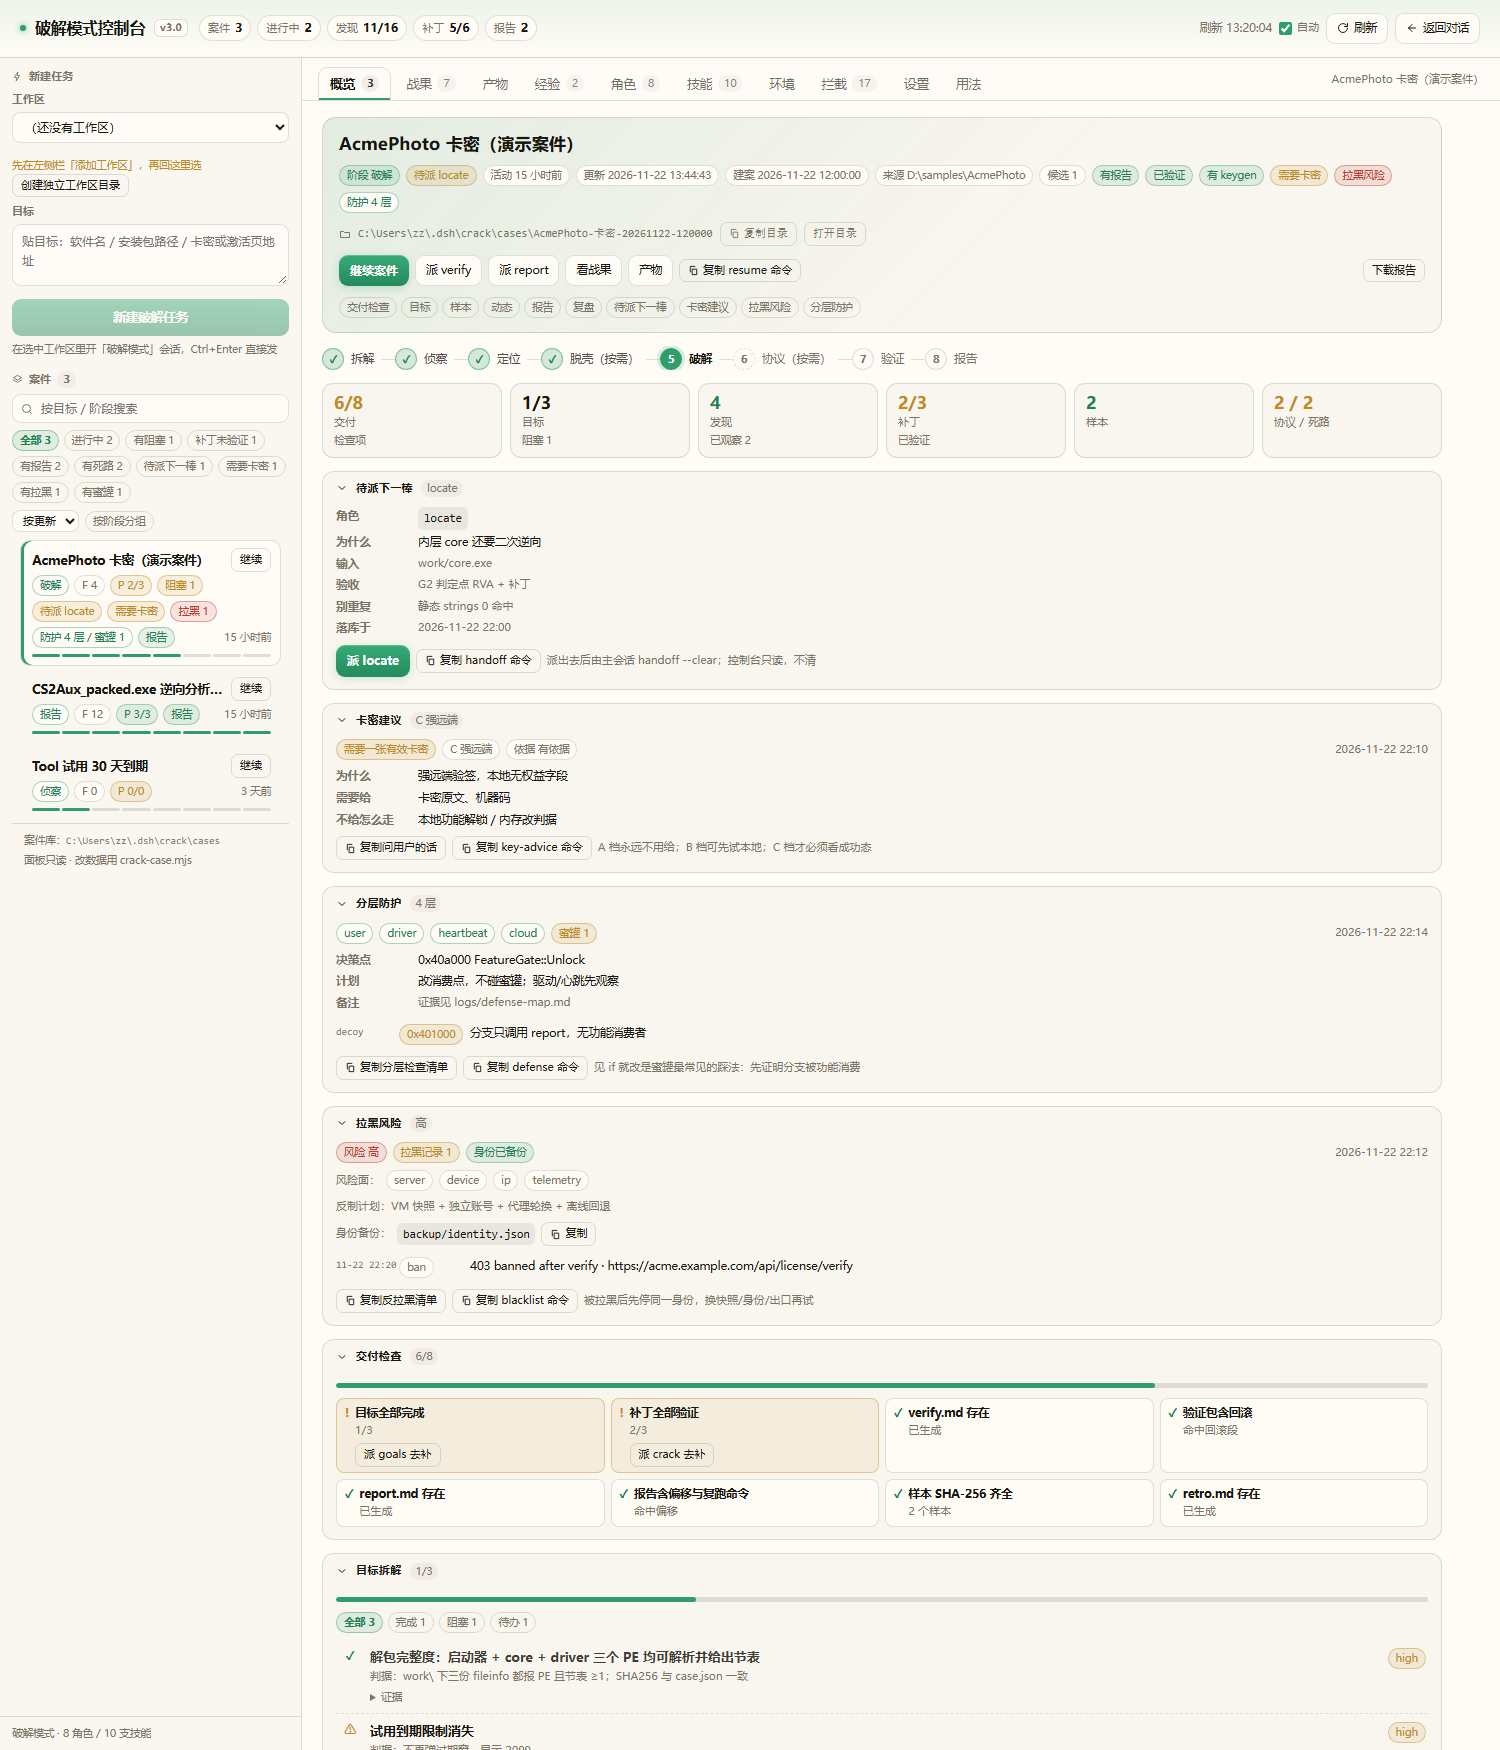 破解模式控制台 v3.0 案件 3 进行中 2 发现 11/16 补丁 5/6 报告 2 刷新 13:20:04 自动 刷新 返回对话
新建任务
工作区
（还没有工作区）
先在左侧栏「添加工作区」，再回这里选
创建独立工作区目录
目标
贴目标：软件名 / 安装包路径 / 卡密或激活页地
址
新建破解任务
在选中工作区里开「破解模式」会话，Ctrl+Enter 直接发
案件 3
按目标 / 阶段搜索
全部 3 进行中 2 有阻塞 1 补丁未验证 1
有报告 2 有死路 2 待派下一棒 1 需要卡密 1
有拉黑 1 有蜜罐 1
按更新 按阶段分组
AcmePhoto 卡密（演示案件） 继续
破解 F 4 P 2/3 阻塞 1
待派 locate 需要卡密 拉黑 1
防护 4 层 / 蜜罐 1 报告 15 小时前
CS2Aux_packed.exe 逆向分析... 继续
报告 F 12 P 3/3 报告 15 小时前
Tool 试用 30 天到期 继续
侦察 F 0 P 0/0 3 天前
案件库：C:\Users\zz\.dsh\crack\cases
面板只读 · 改数据用 crack-case.mjs
破解模式 · 8 角色 / 10 支技能
概览 3 战果 7 产物 经验 2 角色 8 技能 10 环境 拦截 17 设置 用法 AcmePhoto 卡密（演示案件）
AcmePhoto 卡密（演示案件）
阶段 破解 待派 locate 活动 15 小时前 更新 2026-11-22 13:44:43 建案 2026-11-22 12:00:00 来源 D:\samples\AcmePhoto 候选 1 有报告 已验证 有 keygen 需要卡密 拉黑风险
防护 4 层
C:\Users\zz\.dsh\crack\cases\AcmePhoto-卡密-20261122-120000 复制目录 打开目录
继续案件 派 verify 派 report 看战果 产物 复制 resume 命令 下载报告
交付检查 目标 样本 动态 报告 复盘 待派下一棒 卡密建议 拉黑风险 分层防护
拆解 侦察 定位 脱壳（按需） 5 破解 6 协议（按需） 7 验证 8 报告
6/8 1/3 4 2/3 2 2 / 2
交付 目标 发现 补丁 样本 协议 / 死路
检查项 阻塞 1 已观察 2 已验证
待派下一棒 locate
角色 locate
为什么 内层 core 还要二次逆向
输入 work/core.exe
验收 G2 判定点 RVA + 补丁
别重复 静态 strings 0 命中
落库于 2026-11-22 22:00
派 locate 复制 handoff 命令 派出去后由主会话 handoff --clear；控制台只读，不清
卡密建议 C 强远端
需要一张有效卡密 C 强远端 依据 有依据 2026-11-22 22:10
为什么 强远端验签，本地无权益字段
需要给 卡密原文、机器码
不给怎么走 本地功能解锁 / 内存改判据
复制问用户的话 复制 key-advice 命令 A 档永远不用给；B 档可先试本地；C 档才必须看成功态
分层防护 4 层
user driver heartbeat cloud 蜜罐 1 2026-11-22 22:14
决策点 0x40a000 FeatureGate::Unlock
计划 改消费点，不碰蜜罐；驱动/心跳先观察
备注 证据见 logs/defense-map.md
decoy 0x401000 分支只调用 report，无功能消费者
复制分层检查清单 复制 defense 命令 见 if 就改是蜜罐最常见的踩法：先证明分支被功能消费
拉黑风险 高
风险 高 拉黑记录 1 身份已备份 2026-11-22 22:12
风险面： server device ip telemetry
反制计划：VM 快照 + 独立账号 + 代理轮换 + 离线回退
身份备份： backup/identity.json 复制
11-22 22:20 ban 403 banned after verify · https://acme.example.com/api/license/verify
复制反拉黑清单 复制 blacklist 命令 被拉黑后先停同一身份，换快照/身份/出口再试
交付检查 6/8
目标全部完成 补丁全部验证 verify.md 存在 验证包含回滚
1/3 2/3 已生成 命中回滚段
派 goals 去补 派 crack 去补
report.md 存在 报告含偏移与复跑命令 样本 SHA-256 齐全 retro.md 存在
已生成 命中偏移 2 个样本 已生成
目标拆解 1/3
全部 3 完成 1 阻塞 1 待办 1
解包完整度：启动器 + core + driver 三个 PE 均可解析并给出节表 high
判据：work\ 下三份 fileinfo 都报 PE 且节表 ≥1；SHA256 与 case.json 一致
证据
试用到期限制消失 high